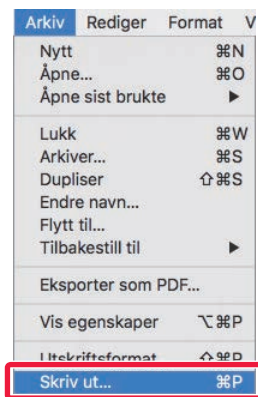 Arkiv Rediger Format V
Nytt ⌘N
Åpne... ⌘O
Åpne sist brukte ▶
Lukk ⌘W
Arkiver... ⌘S
Dupliser ⇧⌘S
Endre navn...
Flytt til...
Tilbakestill til ▶
Eksporter som PDF...
Vis egenskaper ⌥⌘P
Utskriftsformat ⇧⌘P
Skriv ut... ⌘P